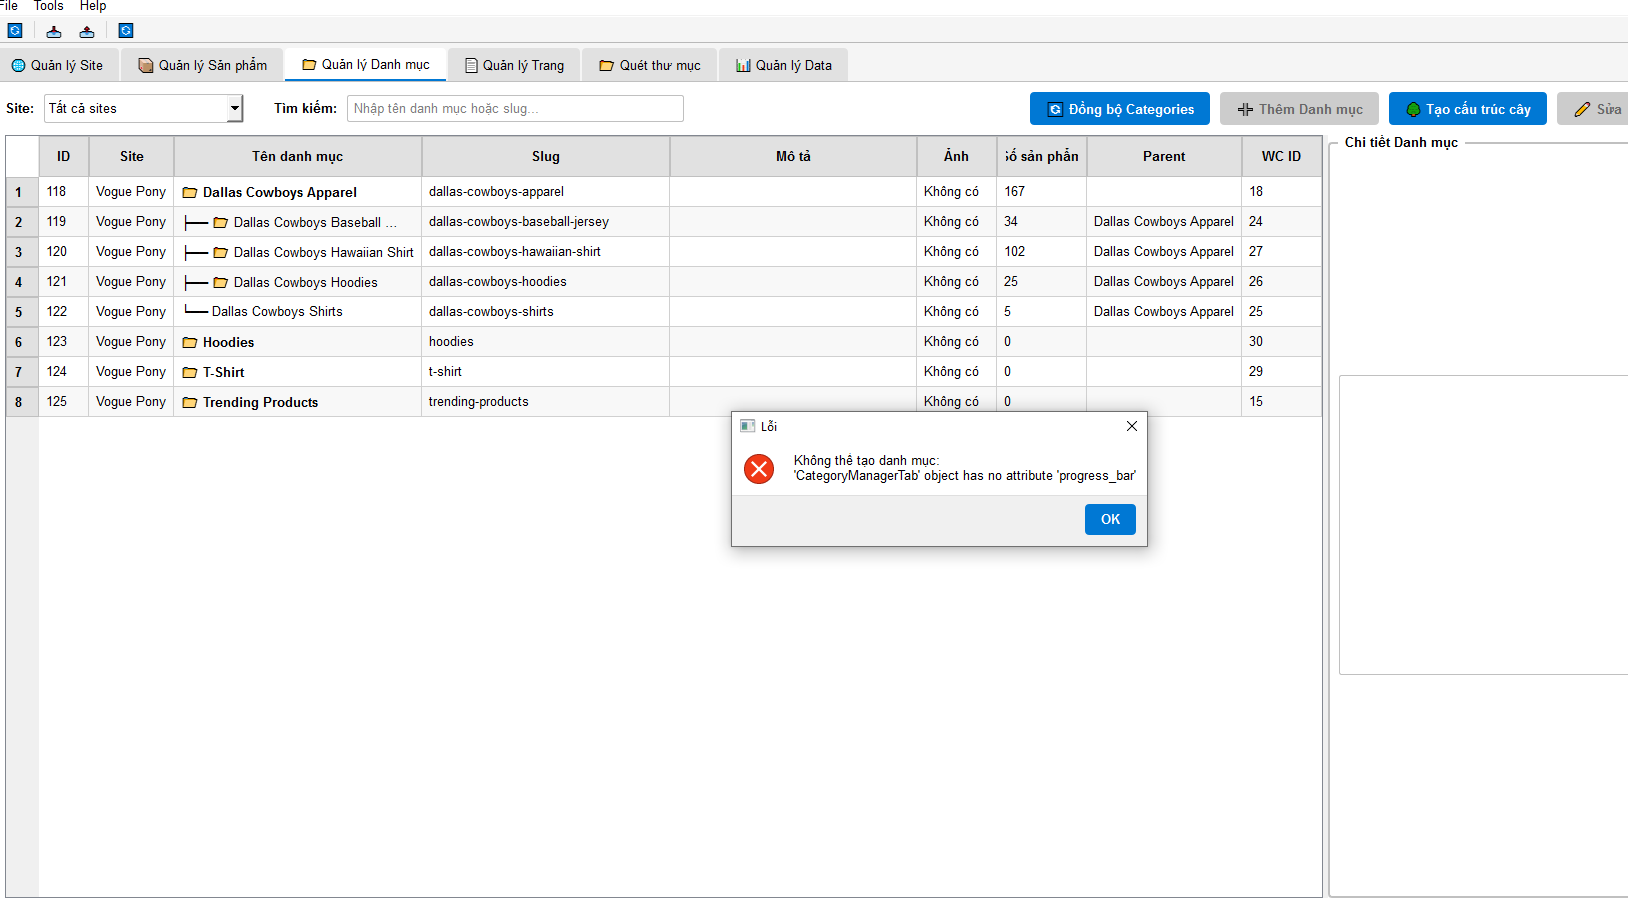 File Tools Help
Quản lý Site Quản lý Sản phẩm Quản lý Danh mục Quản lý Trang Quét thư mục Quản lý Data
Site: Tất cả sites Tìm kiếm: Nhập tên danh mục hoặc slug... Đồng bộ Categories Thêm Danh mục Tạo cấu trúc cây Sửa
Chi tiết Danh mục
ID Site Tên danh mục Slug Mô tả Ảnh Số sản phẩn Parent WC ID
1 118 Vogue Pony Dallas Cowboys Apparel dallas-cowboys-apparel Không có 167 18
2 119 Vogue Pony ├── Dallas Cowboys Baseball ... dallas-cowboys-baseball-jersey Không có 34 Dallas Cowboys Apparel 24
3 120 Vogue Pony ├── Dallas Cowboys Hawaiian Shirt dallas-cowboys-hawaiian-shirt Không có 102 Dallas Cowboys Apparel 27
4 121 Vogue Pony ├── Dallas Cowboys Hoodies dallas-cowboys-hoodies Không có 25 Dallas Cowboys Apparel 26
5 122 Vogue Pony └── Dallas Cowboys Shirts dallas-cowboys-shirts Không có 5 Dallas Cowboys Apparel 25
6 123 Vogue Pony Hoodies hoodies Không có 0 30
7 124 Vogue Pony T-Shirt t-shirt Không có 0 29
8 125 Vogue Pony Trending Products trending-products Không có 0 15
Lỗi
Không thể tạo danh mục:
'CategoryManagerTab' object has no attribute 'progress_bar'
OK